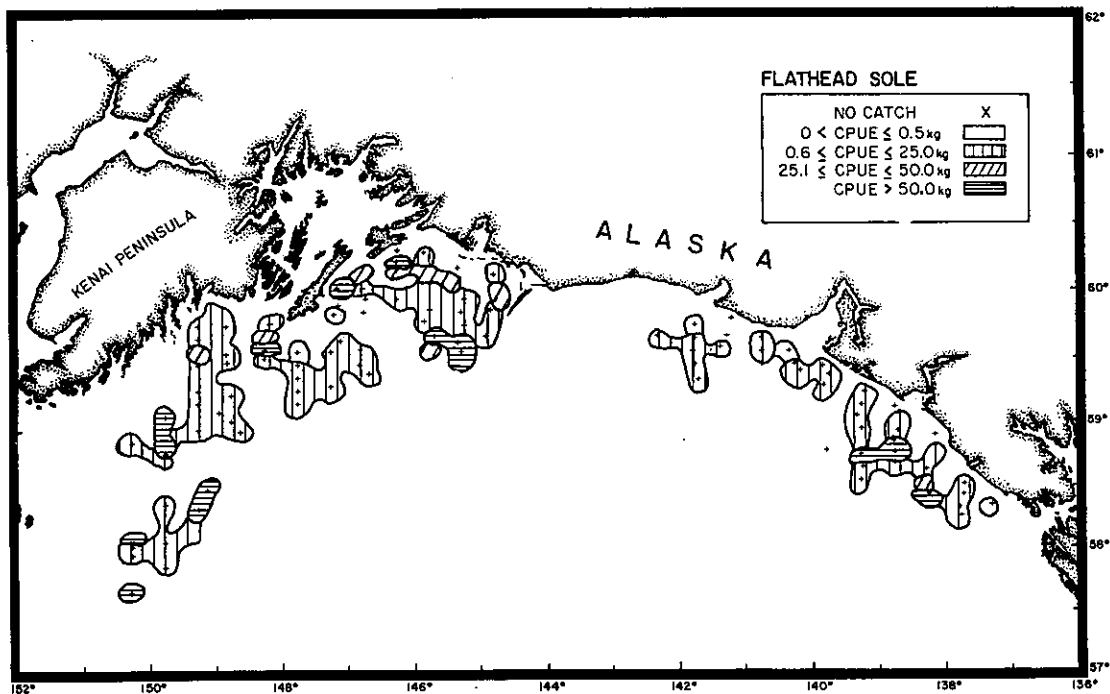 62°
FLATHEAD SOLE
NO CATCH X
0 < CPUE ≤ 0.5kg
0.6 ≤ CPUE ≤ 25.0kg
25.1 ≤ CPUE ≤ 50.0kg
CPUE > 50.0kg
61°
ALASKA
KENAI PENINSULA
60°
59°
58°
57°
152° 150° 148° 146° 144° 142° 140° 138° 136°